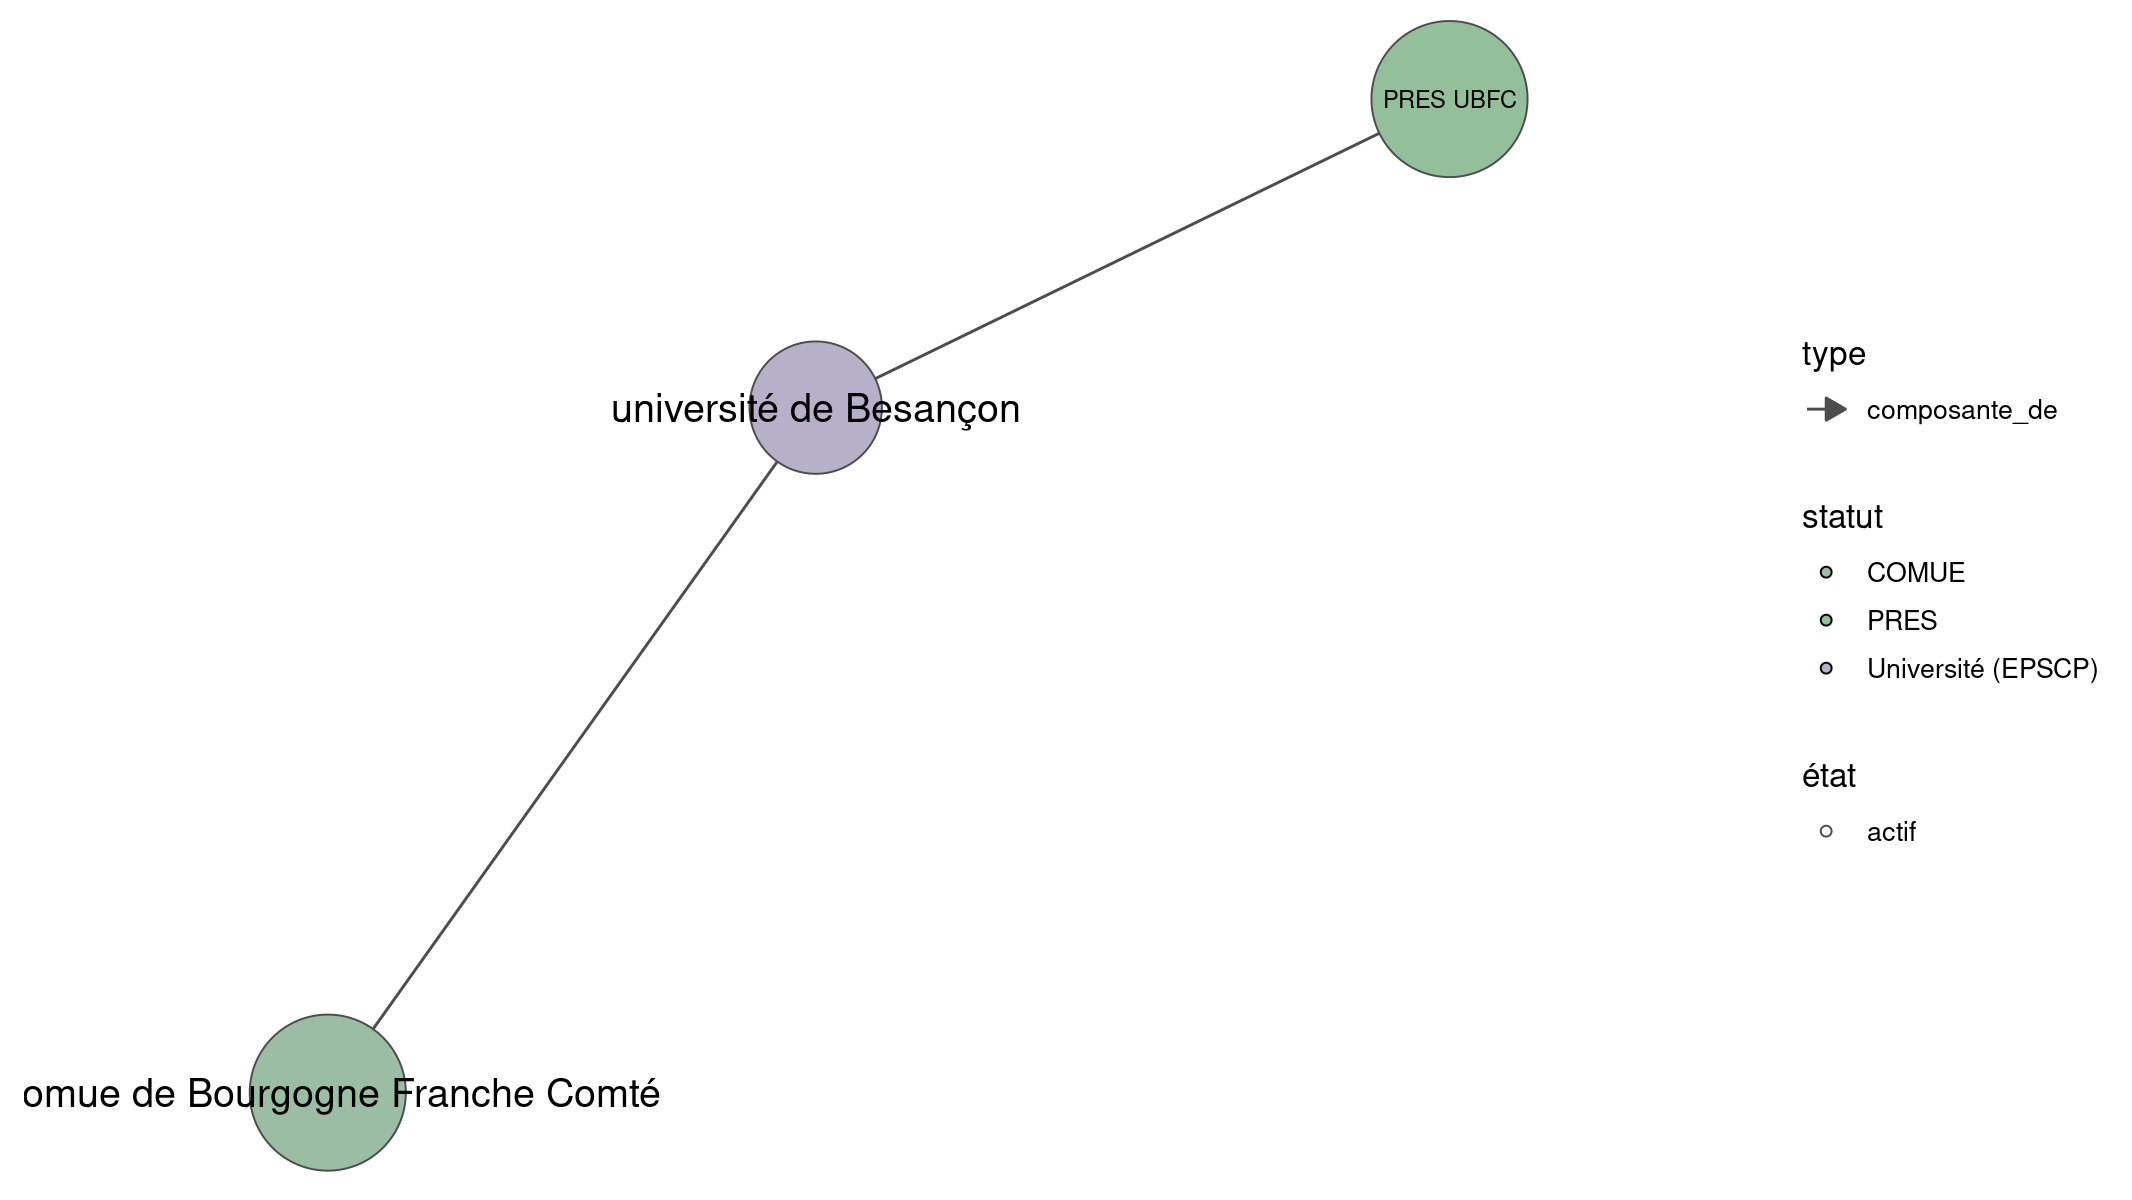 PRES UBFC
université de Besançon
omue de Bourgogne Franche Comté
type
composante_de
statut
COMUE
PRES
Université (EPSCP)
état
actif